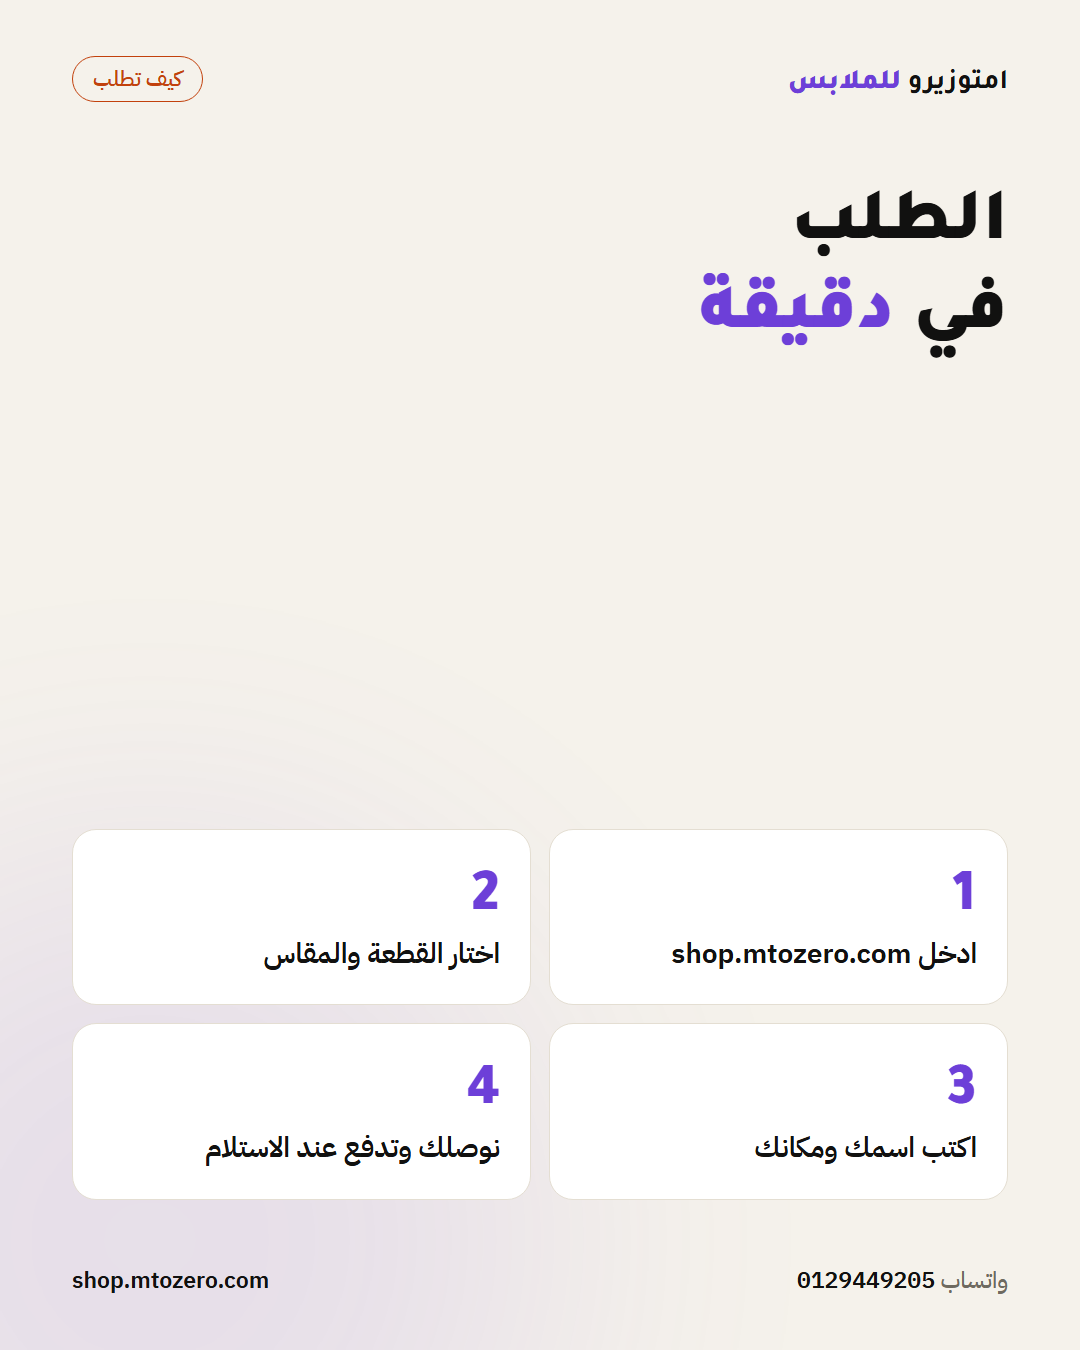 امتوزيرو للملابس
كيف تطلب
الطلب
في دقيقة
1
ادخل shop.mtozero.com
2
اختار القطعة والمقاس
3
اكتب اسمك ومكانك
4
نوصلك وتدفع عند الاستلام
واتساب 0129449205
shop.mtozero.com